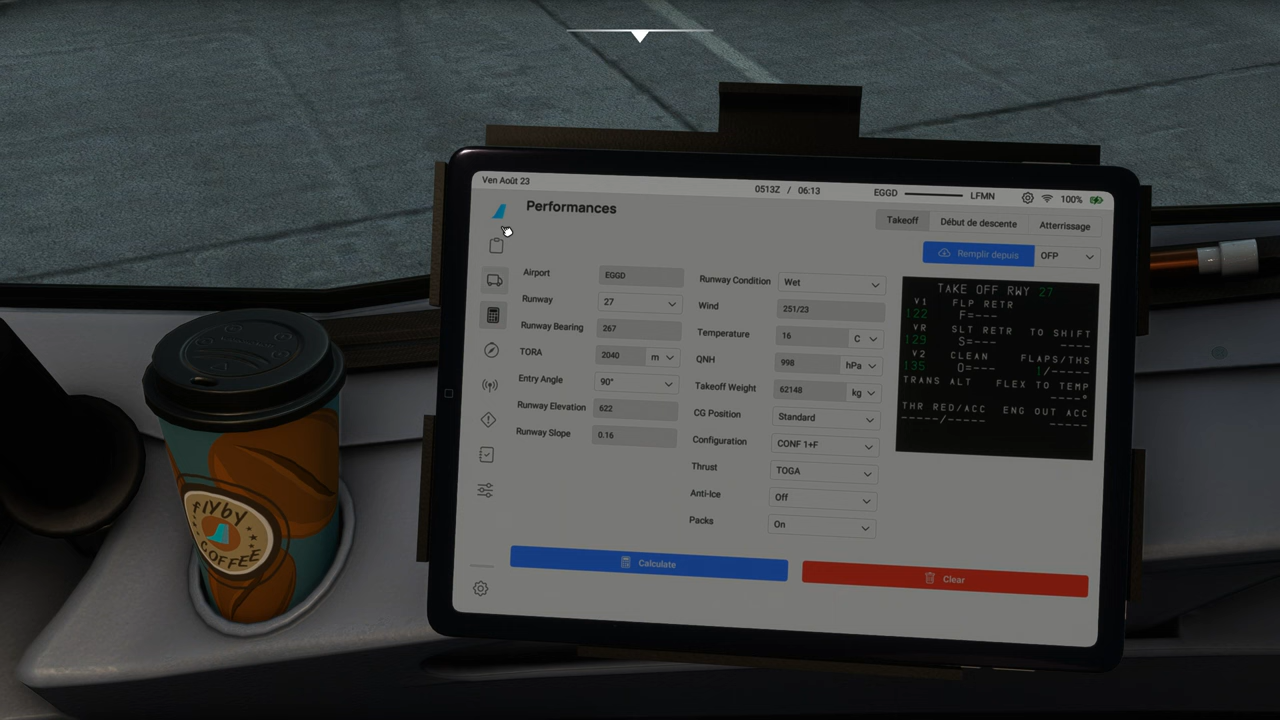 Ven Août 23
0513Z / 06:13
EGGD LFMN
100%
Performances
Takeoff Début de descente Atterrissage
Remplir depuis OFP
Airport EGGD
Runway 27
Runway Bearing 267
TORA 2040 m
Entry Angle 90°
Runway Elevation 622
Runway Slope 0.16
Runway Condition Wet
Wind 251/23
Temperature 16 C
QNH 998 hPa
Takeoff Weight 62148 kg
CG Position Standard
Configuration CONF 1+F
Thrust TOGA
Anti-Ice Off
Packs On
TAKE OFF RWY 27
V1 FLP RETR
122 F=---
VR SLT RETR TO SHIFT
129 S=--- ----
V2 CLEAN FLAPS/THS
135 O=--- 1/-----
TRANS ALT FLEX TO TEMP
----°
THR RED/ACC ENG OUT ACC
-----/----- -----
Calculate
Clear
flyby
COFFEE